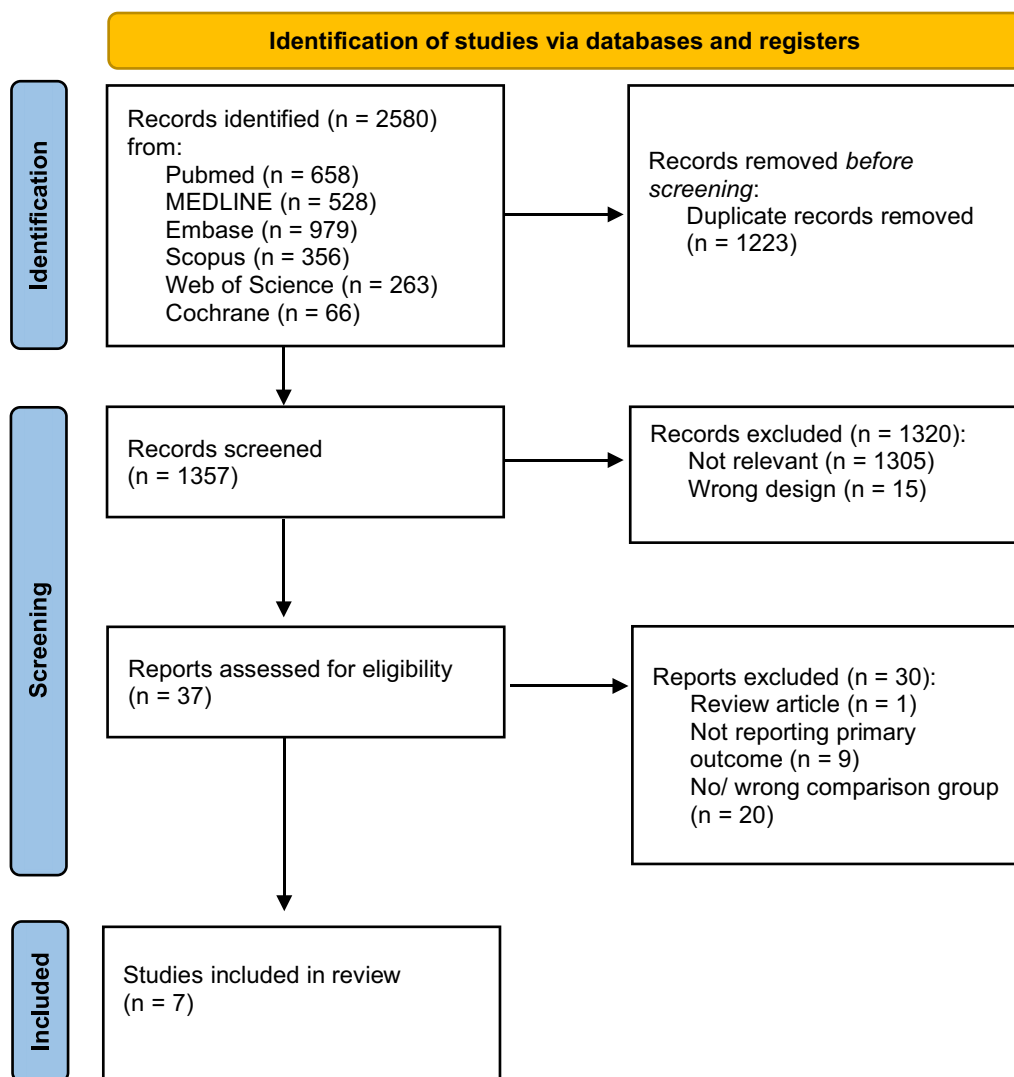 Identification of studies via databases and registers
Identification
Records identified (n = 2580)
from:
Pubmed (n = 658)
MEDLINE (n = 528)
Embase (n = 979)
Scopus (n = 356)
Web of Science (n = 263)
Cochrane (n = 66)
Records removed before
screening:
Duplicate records removed
(n = 1223)
Screening
Records screened
(n = 1357)
Records excluded (n = 1320):
Not relevant (n = 1305)
Wrong design (n = 15)
Reports assessed for eligibility
(n = 37)
Reports excluded (n = 30):
Review article (n = 1)
Not reporting primary
outcome (n = 9)
No/ wrong comparison group
(n = 20)
Included
Studies included in review
(n = 7)